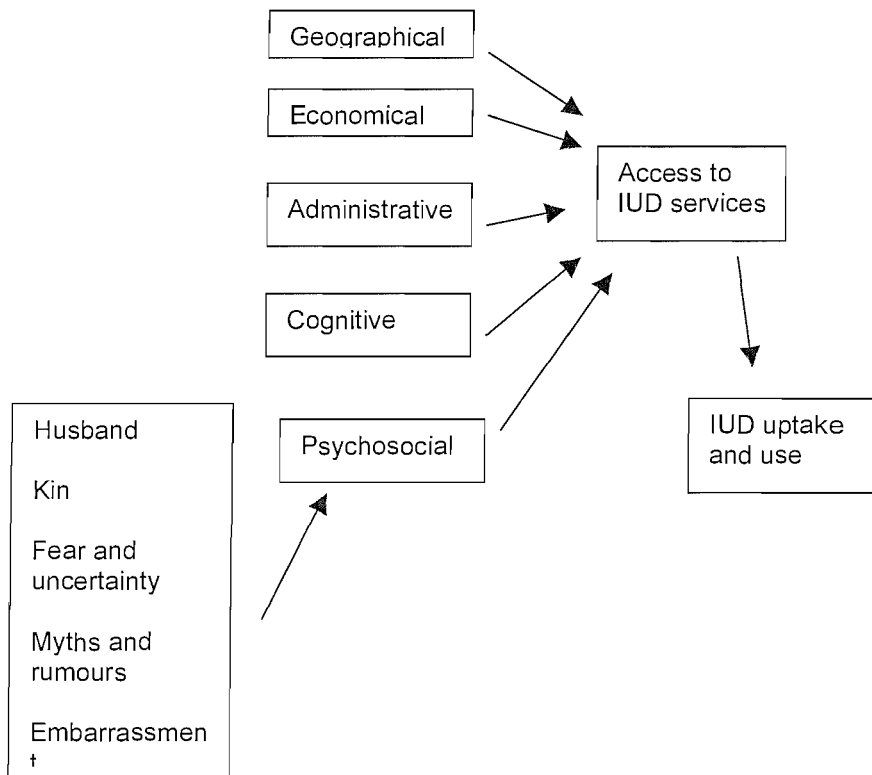 Geographical
Economical
Administrative
Cognitive
Psychosocial
Access to
IUD services
IUD uptake
and use
Husband
Kin
Fear and
uncertainty
Myths and
rumours
Embarrassmen
t